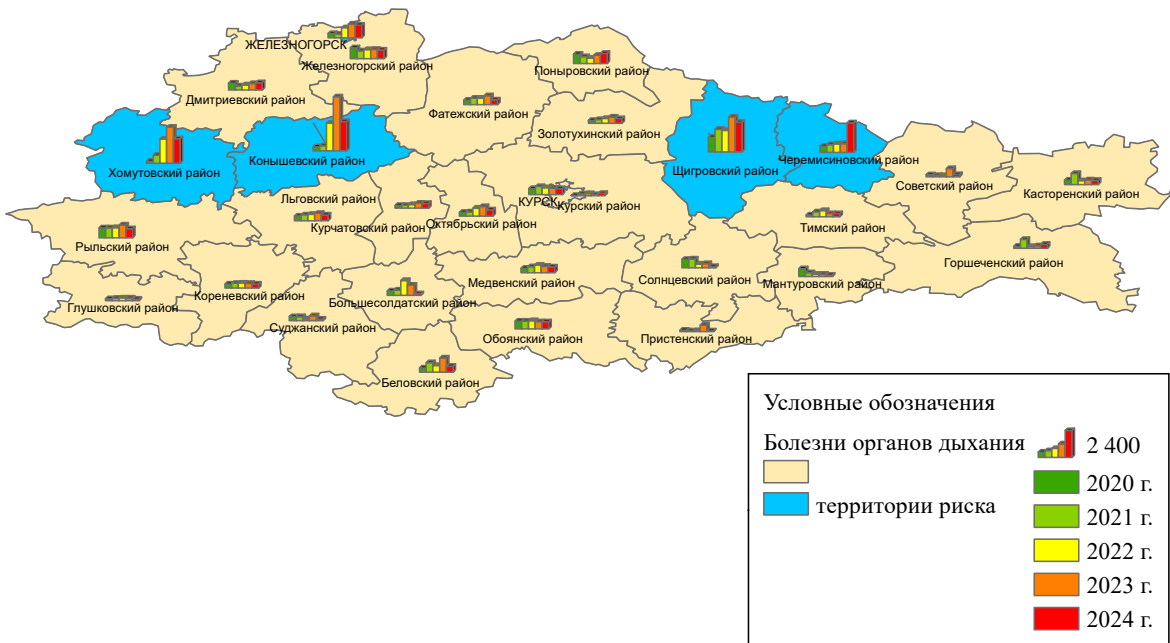 ЖЕЛЕЗНОГОРСК
Железногорский район
Поныровский район
Дмитриевский район
Фатежский район
Золотухинский район
Хомутовский район
Конышевский район
Щигровский район
Черемисиновский район
Советский район
Касторенский район
Льговский район
Курчатовский район
Октябрьский район
КУРСК
Курский район
Тимский район
Рыльский район
Горшеченский район
Глушковский район
Кореневский район
Большесолдатский район
Медвенский район
Солнцевский район
Мантуровский район
Суджанский район
Обоянский район
Пристенский район
Беловский район
Условные обозначения
Болезни органов дыхания
2 400
2020 г.
территории риска
2021 г.
2022 г.
2023 г.
2024 г.